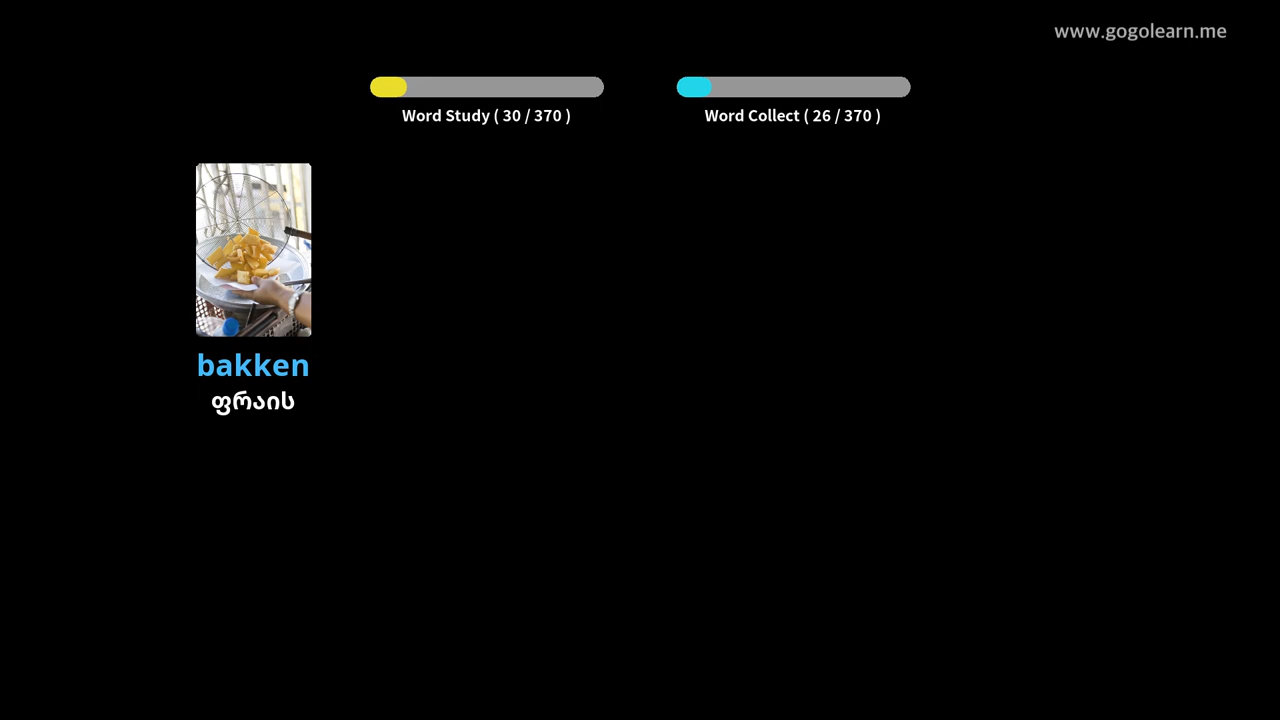 www.gogolearn.me
Word Study ( 30 / 370 )
Word Collect ( 26 / 370 )
bakken
ფრაის